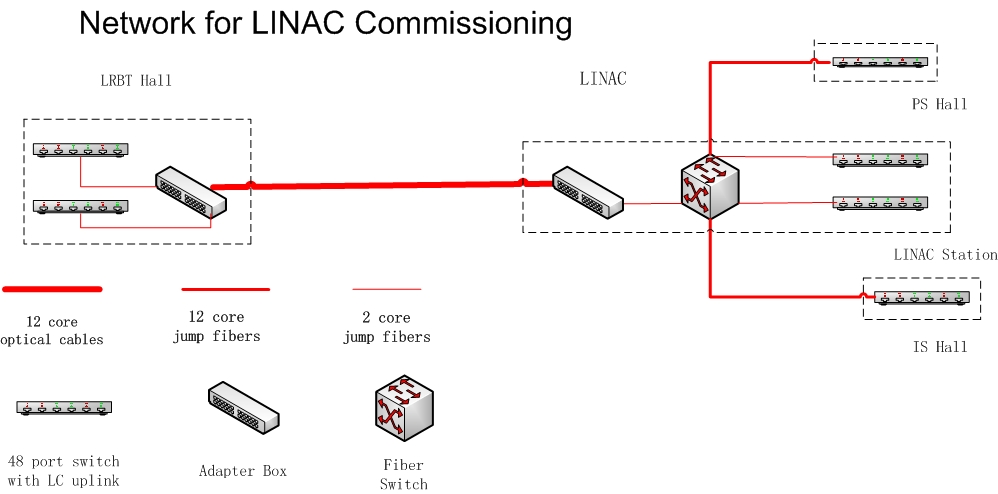 Network for LINAC Commissioning
LRBT Hall
LINAC
PS Hall
LINAC Station
IS Hall
12 core
optical cables
12 core
jump fibers
2 core
jump fibers
48 port switch
with LC uplink
Adapter Box
Fiber
Switch